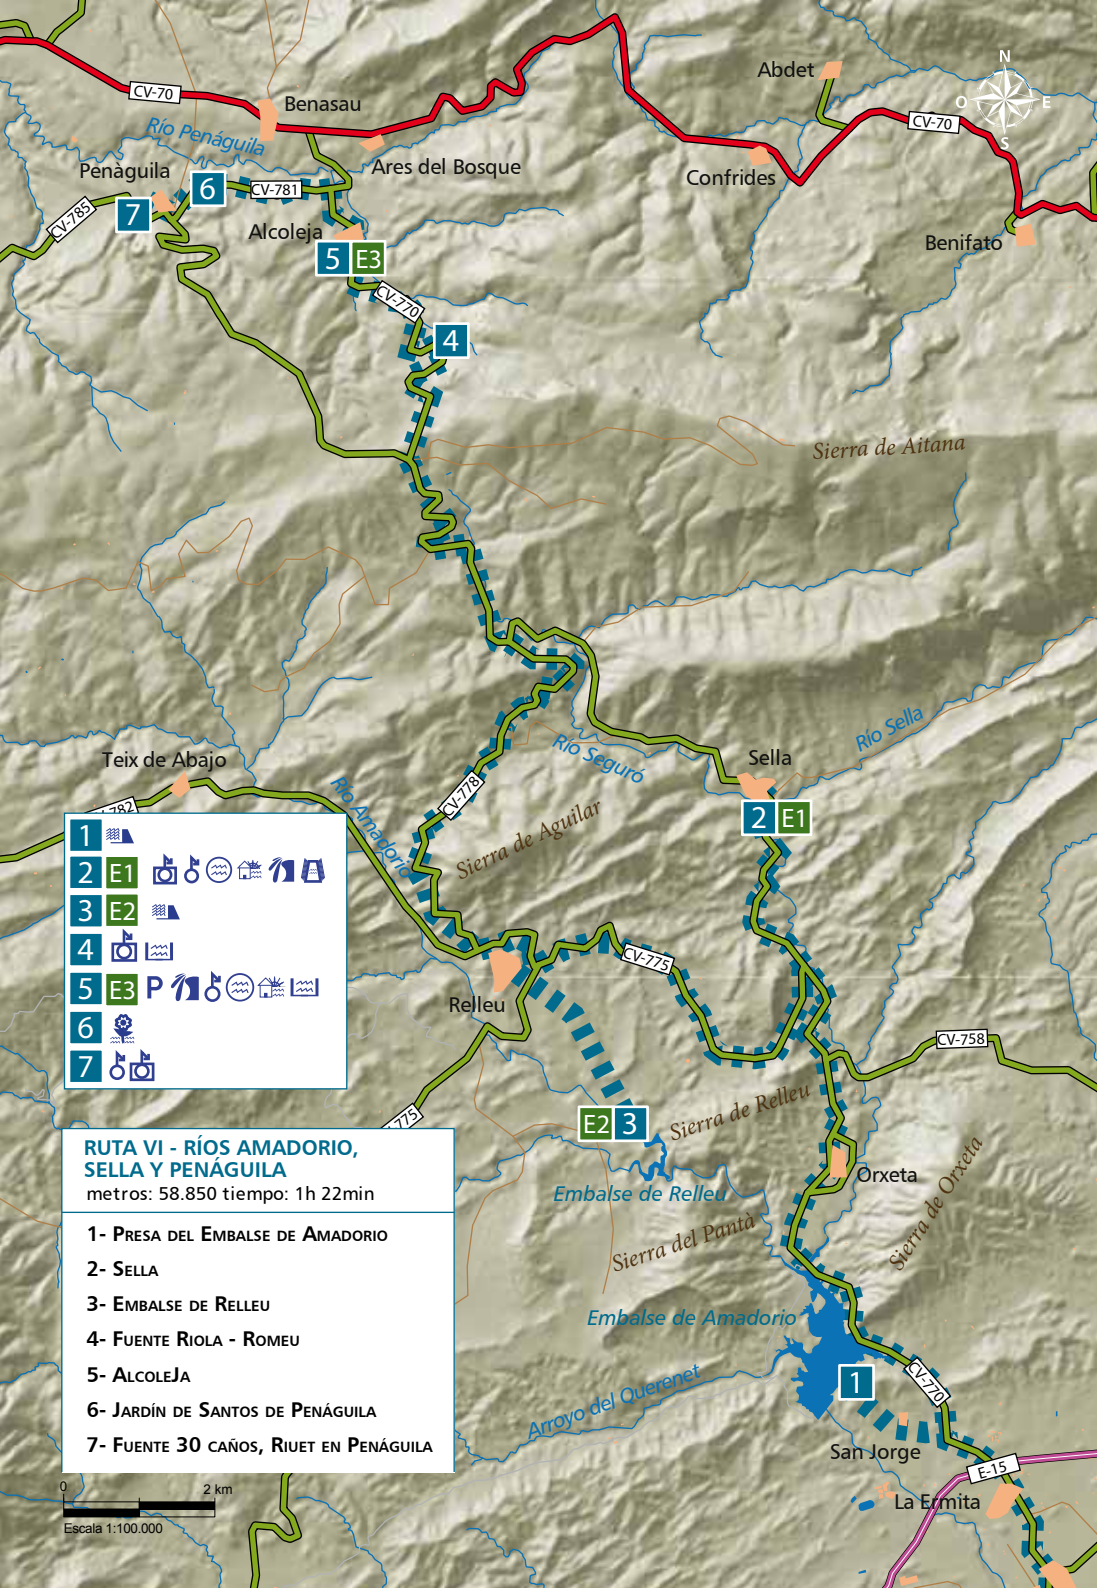 Abdet
N
O
E
S
CV-70
Benasau
CV-70
Río Penáguila
Ares del Bosque
Confrides
Penàguila
6
CV-781
7
CV-785
Alcoleja
Benifato
5 E3
CV-770
4
Sierra de Aitana
Río Sella
Río Seguró
Sella
Teix de Abajo
Río Amadorio
CV-778
782
2 E1
Sierra de Aguilar
1
2 E1
3 E2
4
5 E3 P
6
7
CV-775
Relleu
CV-758
775
E2 3
Sierra de Relleu
Orxeta
Sierra de Orxeta
Embalse de Relleu
Sierra del Pantà
Embalse de Amadorio
1
CV-770
Arroyo del Querenet
San Jorge
E-15
La Ermita
RUTA VI - RÍOS AMADORIO,
SELLA Y PENÁGUILA
metros: 58.850 tiempo: 1h 22min
1- Presa del Embalse de Amadorio
2- Sella
3- Embalse de Relleu
4- Fuente Riola - Romeu
5- AlcoleJa
6- Jardín de Santos de Penáguila
7- Fuente 30 caños, Riuet en Penáguila
0 2 km
Escala 1:100.000